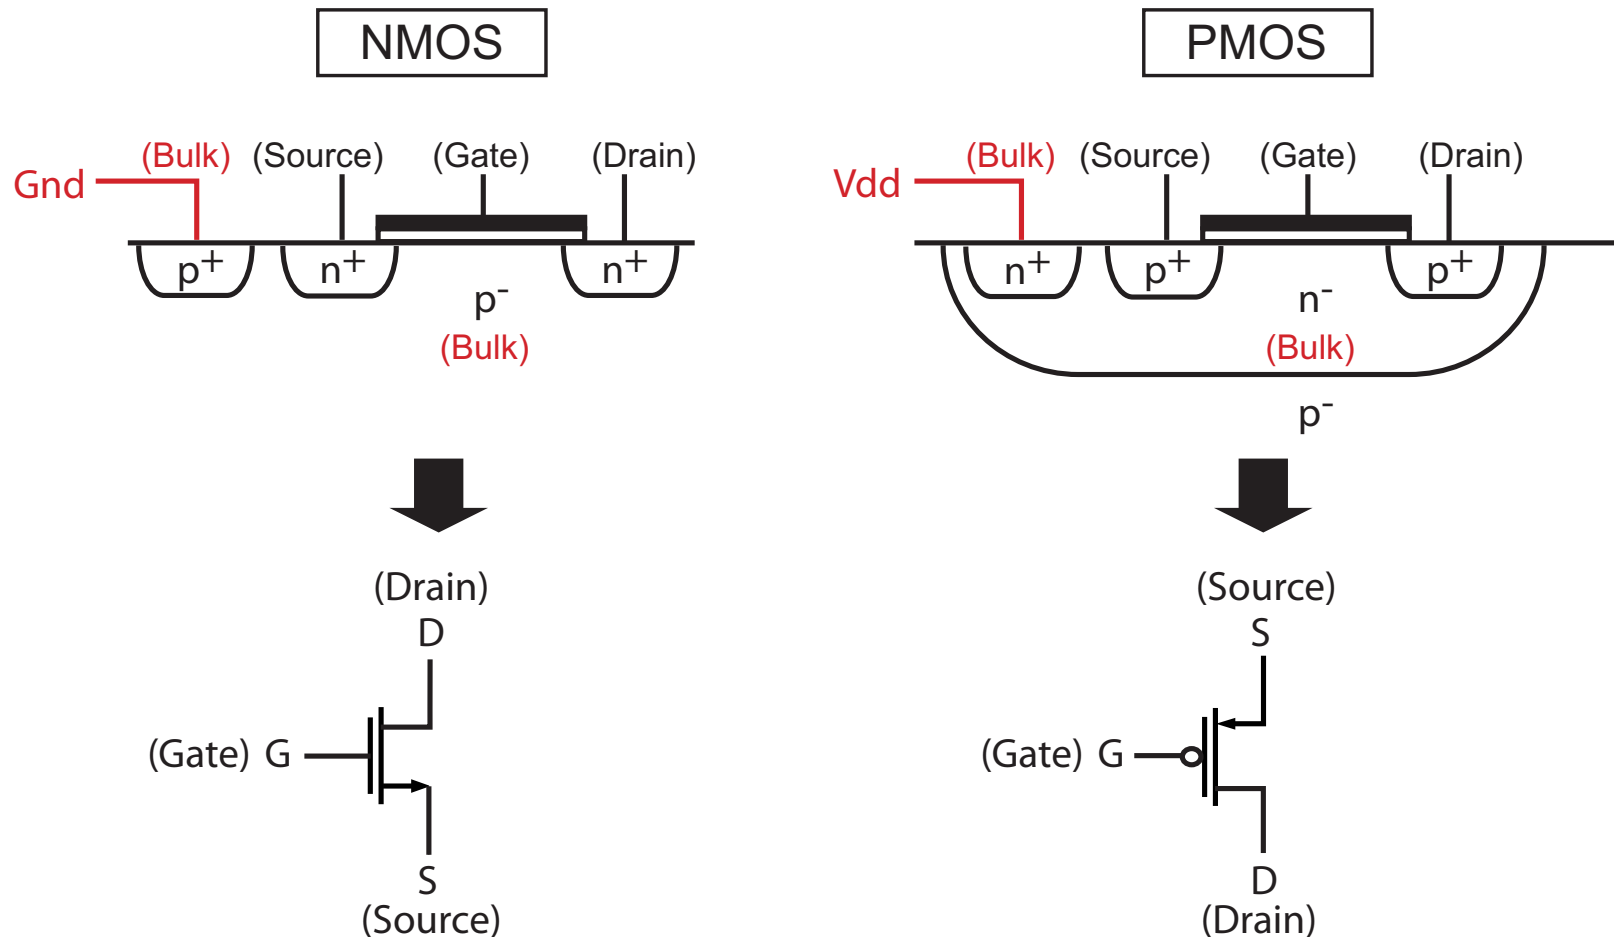 NMOS
PMOS
(Bulk) (Source) (Gate) (Drain)
Gnd
p+ n+ n+
p-
(Bulk)
(Bulk) (Source) (Gate) (Drain)
Vdd
n+ p+ p+
n-
(Bulk)
p-
(Drain)
D
(Gate) G
S
(Source)
(Source)
S
(Gate) G
D
(Drain)